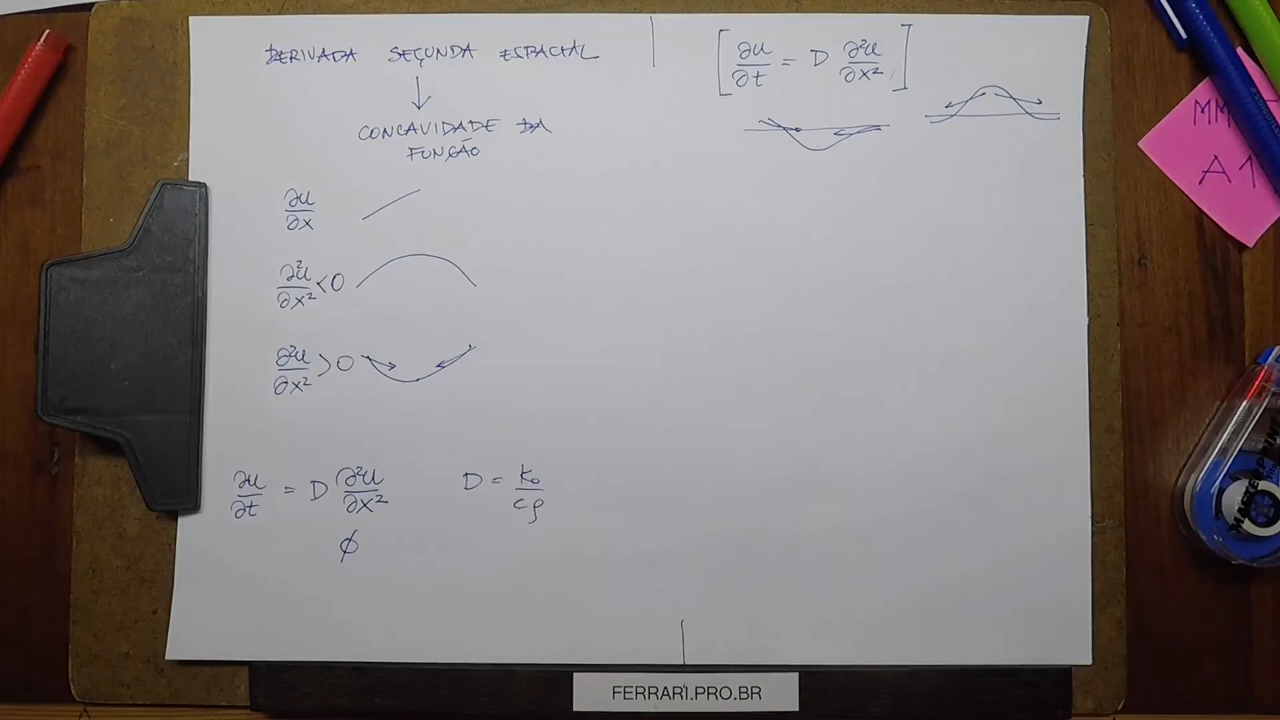 DERIVADA SEGUNDA ESPACIAL
CONCAVIDADE DA
FUNÇÃO
∂u/∂x
∂²u/∂x² < 0
∂²u/∂x² > 0
∂u/∂t = D ∂²u/∂x²
D = K₀/cρ
ϕ
[∂u/∂t = D ∂²u/∂x²]
A1
FERRARI.PRO.BR